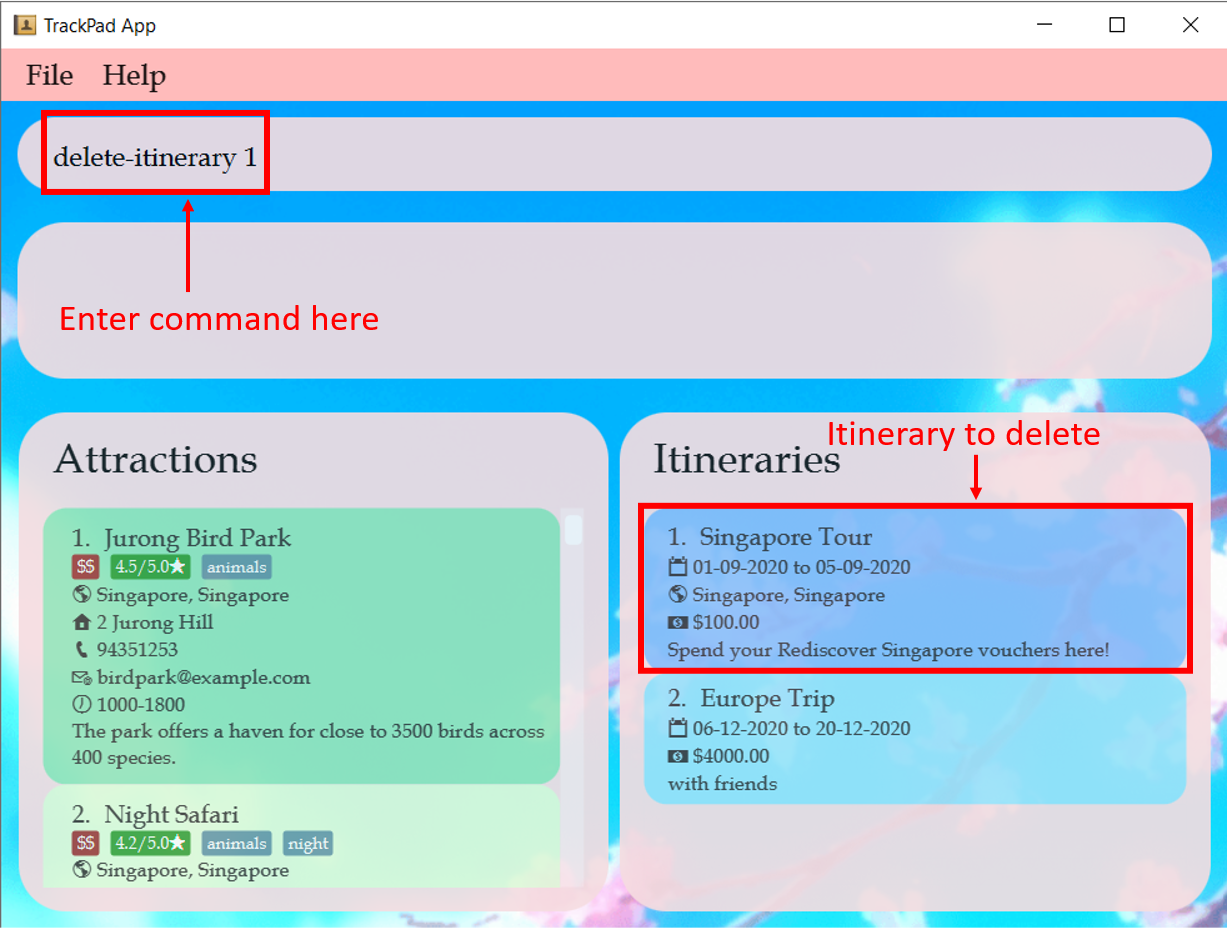 TrackPad App
File Help
delete-itinerary 1
Enter command here
Attractions
1. Jurong Bird Park
$$ 4.5/5.0★ animals
Singapore, Singapore
2 Jurong Hill
94351253
birdpark@example.com
1000-1800
The park offers a haven for close to 3500 birds across
400 species.
2. Night Safari
$$ 4.2/5.0★ animals night
Singapore, Singapore
Itinerary to delete
Itineraries
1. Singapore Tour
01-09-2020 to 05-09-2020
Singapore, Singapore
$100.00
Spend your Rediscover Singapore vouchers here!
2. Europe Trip
06-12-2020 to 20-12-2020
$4000.00
with friends